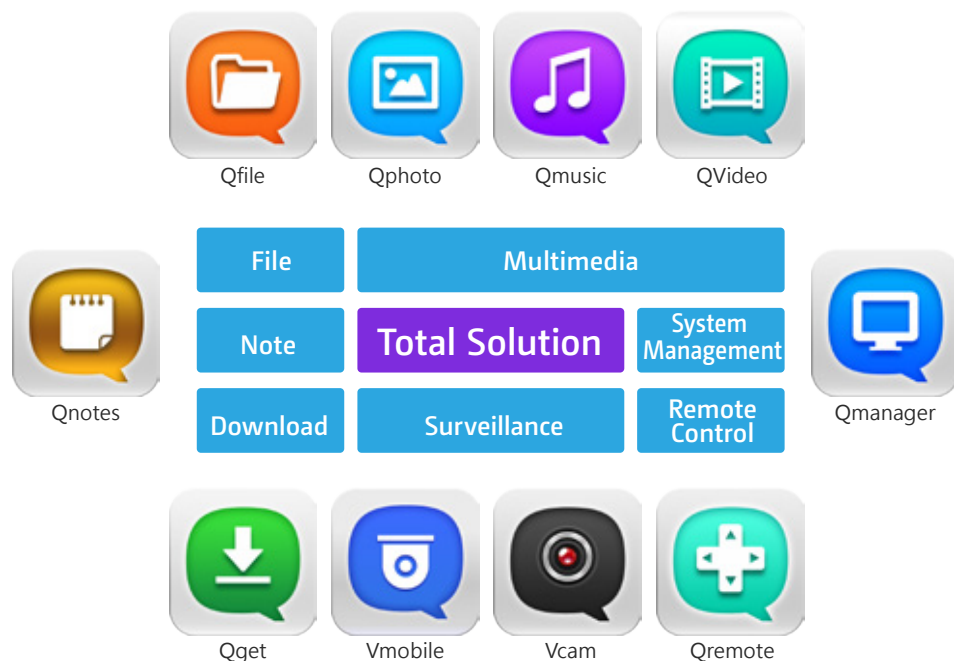 Qfile
Qphoto
Qmusic
QVideo
File
Multimedia
Qnotes
Note
Total Solution
System
Management
Qmanager
Download
Surveillance
Remote
Control
Qget
Vmobile
Vcam
Qremote